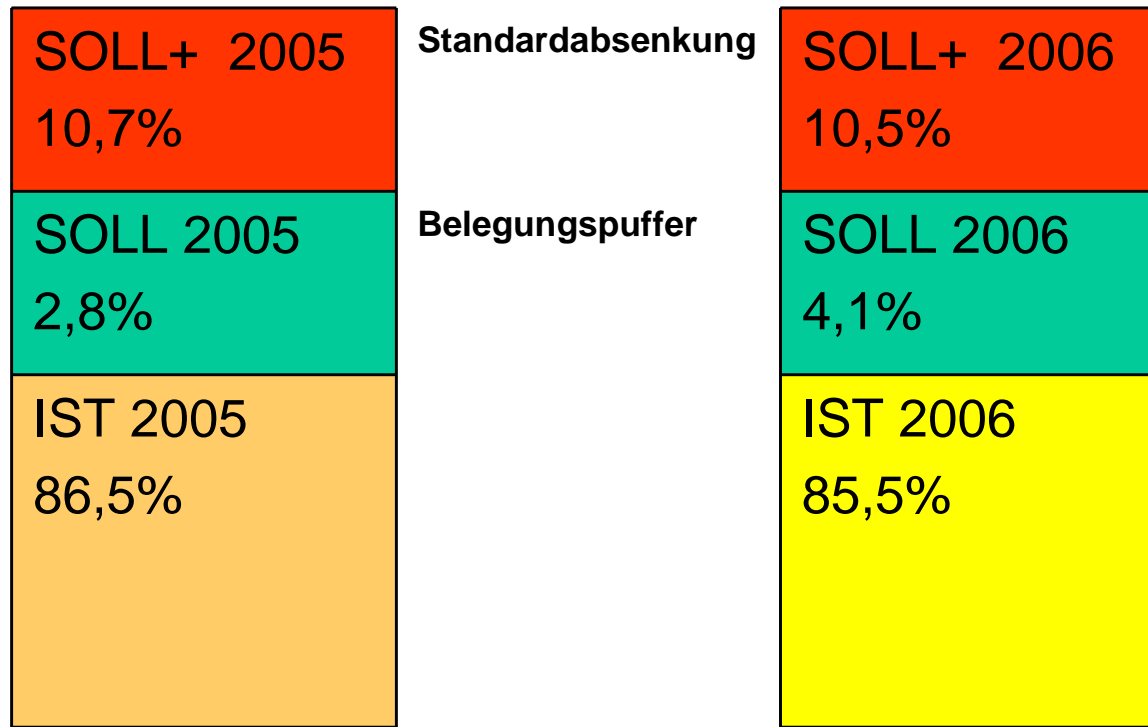 SOLL+  2005
10,7%
SOLL 2005
2,8%
IST 2005
86,5%
Standardabsenkung
Belegungspuffer
SOLL+  2006
10,5%
SOLL 2006
4,1%
IST 2006
85,5%